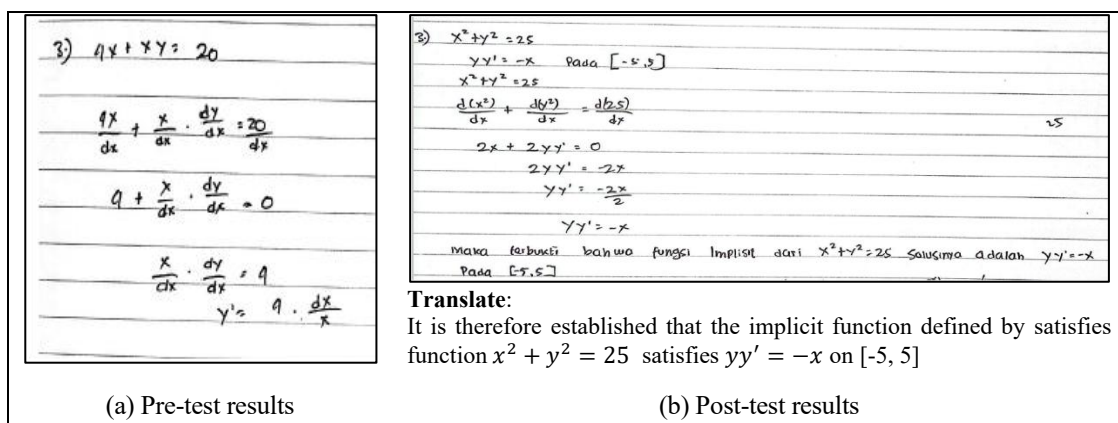 3) 9x + xy = 20
9x/dx + x/dx · dy/dx = 20/dx
9 + x/dx · dy/dx = 0
x/dx · dy/dx = 9
y' = 9 · dx/x
(a) Pre-test results
3) x² + y² = 25
yy' = -x Pada [-5,5]
x² + y² = 25
d(x²)/dx + d(y²)/dx = d(25)/dx
25
2x + 2yy' = 0
2yy' = -2x
yy' = -2x/2
yy' = -x
Maka terbukti bahwa fungsi Implisit dari x² + y² = 25 Solusinya adalah yy' = -x
Pada [-5,5]
Translate:
It is therefore established that the implicit function defined by satisfies
function x² + y² = 25 satisfies yy′ = −x on [-5, 5]
(b) Post-test results